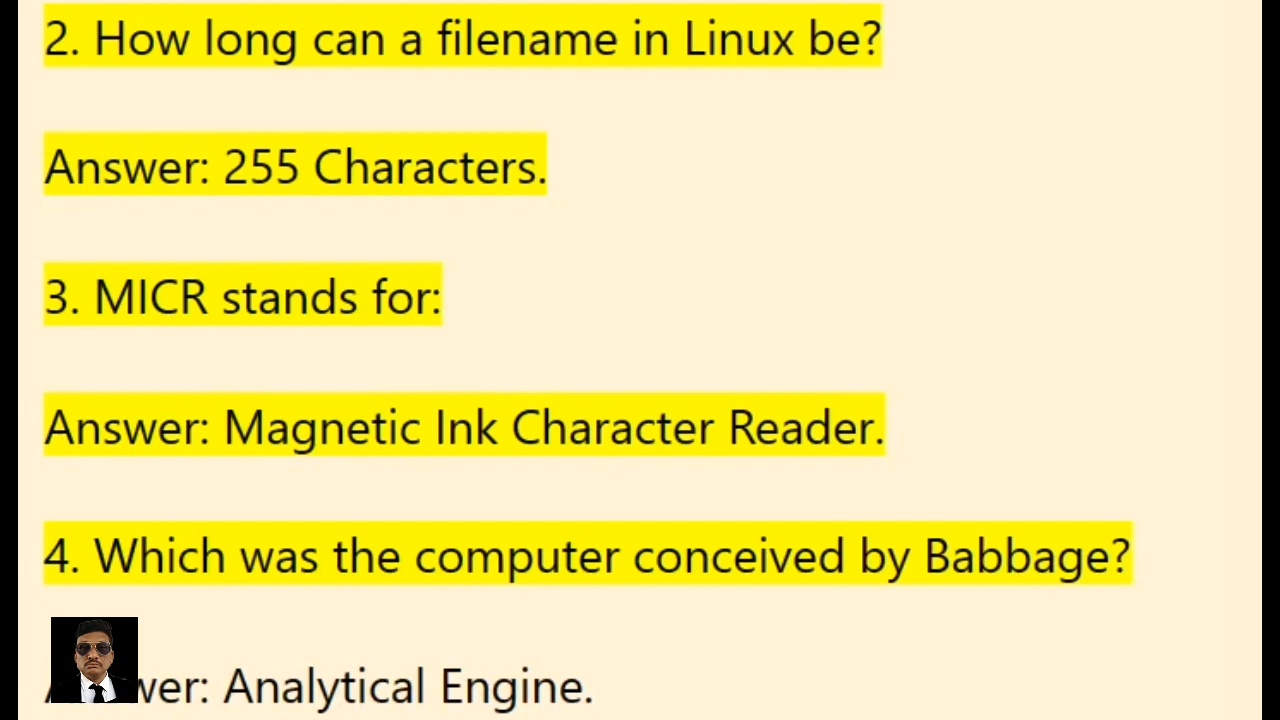 2. How long can a filename in Linux be?
Answer: 255 Characters.
3. MICR stands for:
Answer: Magnetic Ink Character Reader.
4. Which was the computer conceived by Babbage?
wer: Analytical Engine.